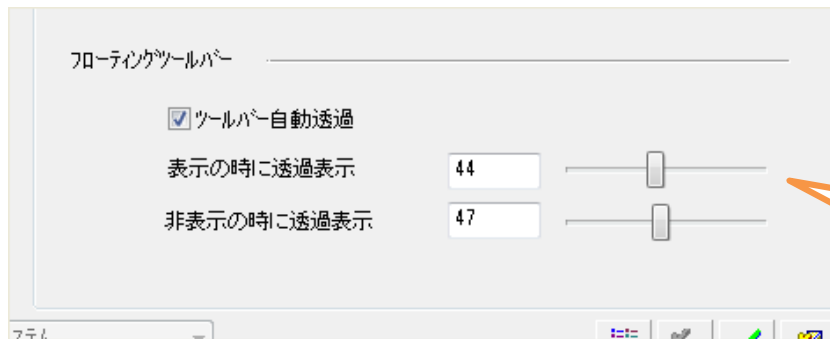 フローティングツールバー
ツールバー自動透過
表示の時に透過表示
44
非表示の時に透過表示
47